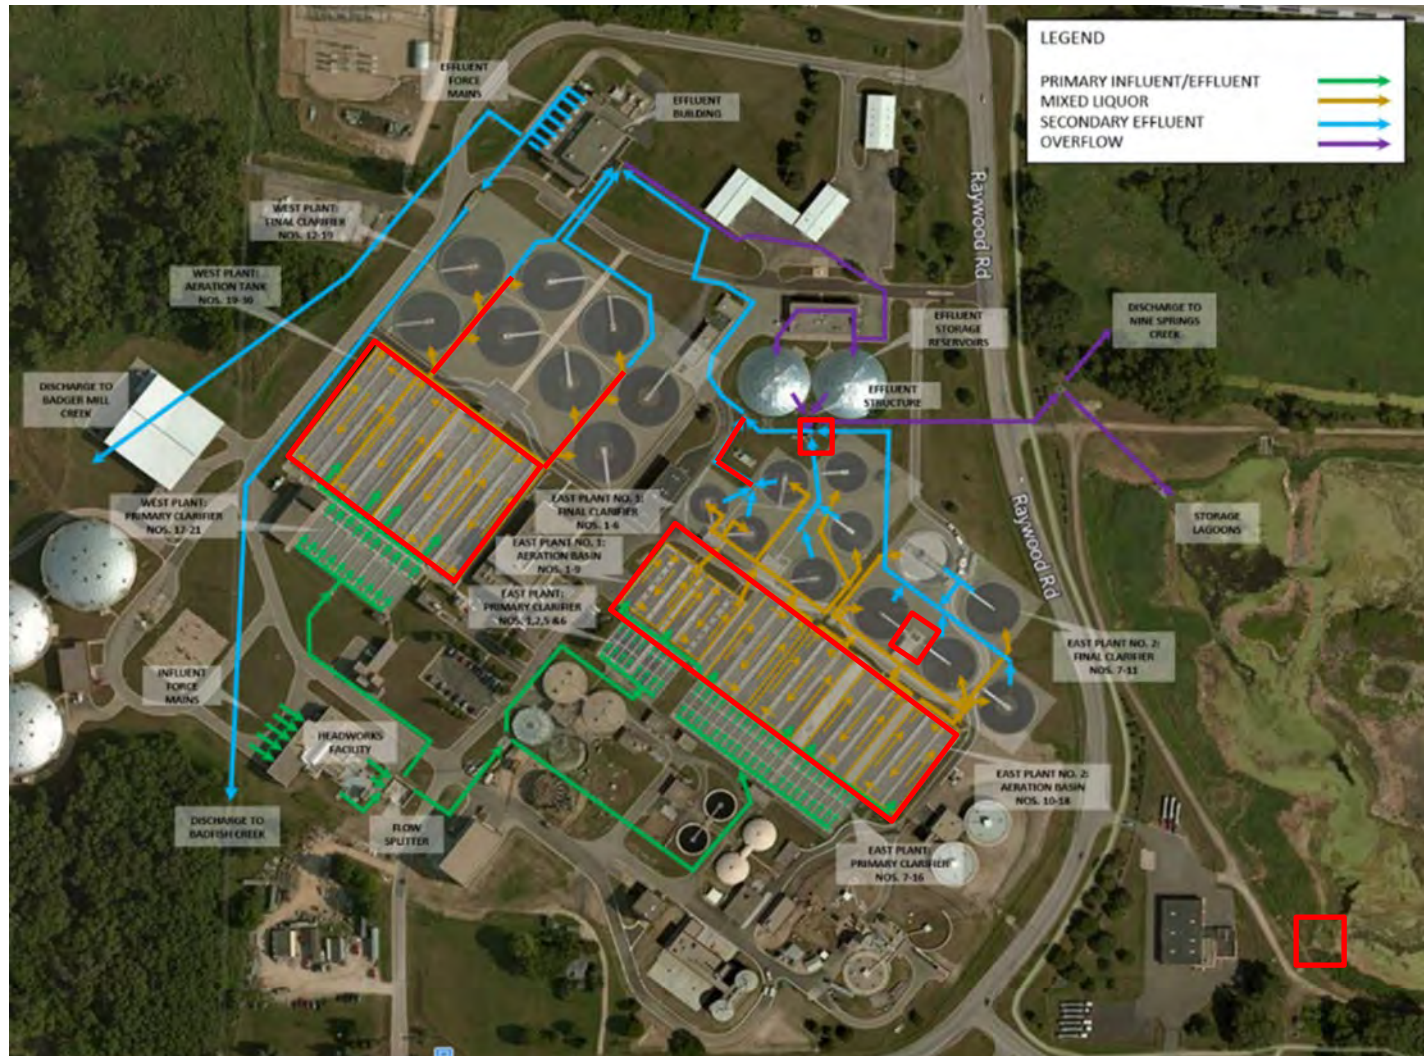 LEGEND
PRIMARY INFLUENT/EFFLUENT
MIXED LIQUOR
SECONDARY EFFLUENT
OVERFLOW
EFFLUENT
FORCE
MAINS
EFFLUENT
BUILDING
WEST PLANT:
FINAL CLARIFIER
NOS. 12-19
WEST PLANT:
AERATION TANK
NOS. 19-30
Raywood Rd
DISCHARGE TO
NINE SPRINGS
CREEK
EFFLUENT
STORAGE
RESERVOIRS
DISCHARGE TO
BADGER MILL
CREEK
EFFLUENT
STRUCTURE
WEST PLANT:
PRIMARY CLARIFIER
NOS. 17-21
EAST PLANT NO. 1:
FINAL CLARIFIER
NOS. 1-6
STORAGE
LAGOONS
Raywood Rd
EAST PLANT NO. 1:
AERATION BASIN
NOS. 1-9
EAST PLANT:
PRIMARY CLARIFIER
NOS. 1,2,5 &6
EAST PLANT NO. 2:
FINAL CLARIFIER
NOS. 7-11
INFLUENT
FORCE
MAINS
HEADWORKS
FACILITY
EAST PLANT NO. 2:
AERATION BASIN
NOS. 10-18
DISCHARGE TO
BADFISH CREEK
FLOW
SPLITTER
EAST PLANT:
PRIMARY CLARIFIER
NOS. 7-16